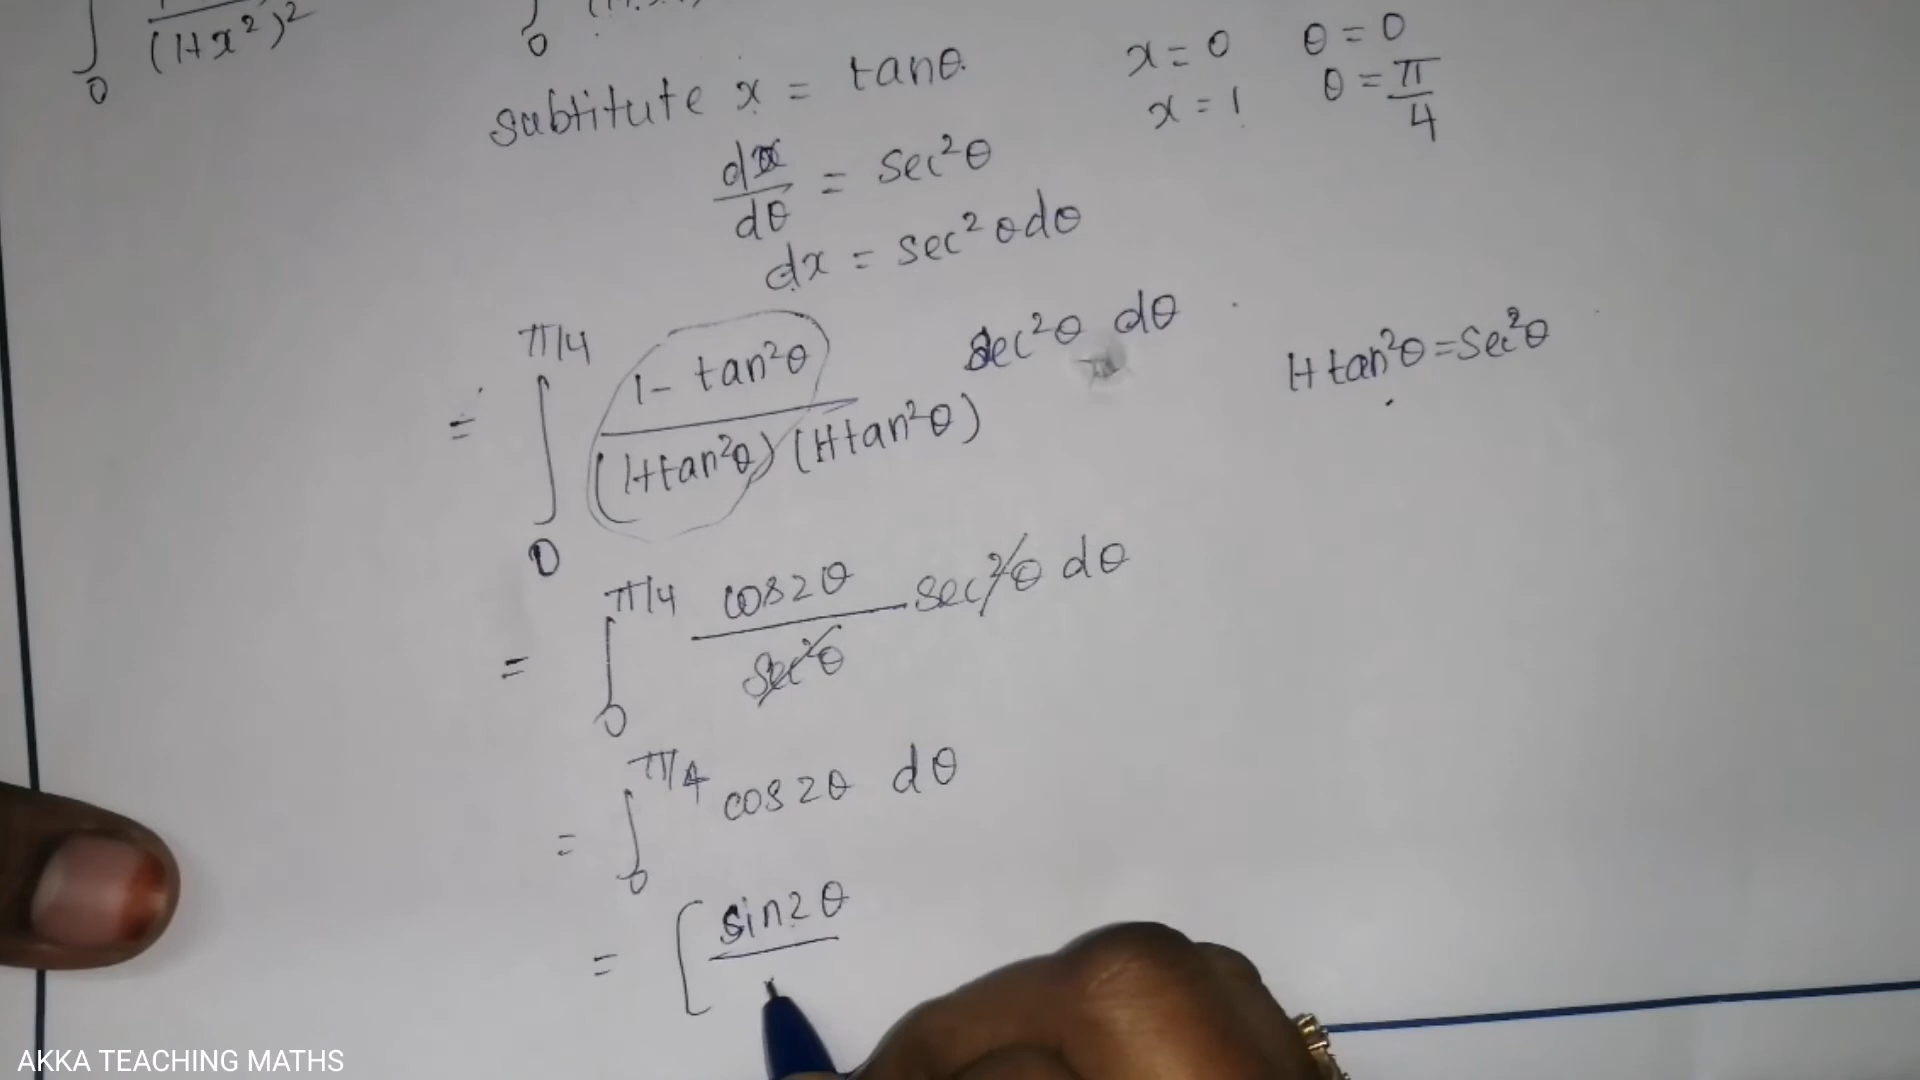 ∫ 0 (1+x²)² ∫ 0
subtitute x = tanθ. x = 0 θ = 0
x = 1 θ = π/4
dx/dθ = sec²θ
dx = sec²θdθ
= ∫ 0 π/4 1 - tan²θ / (1+tan²θ) (1+tan²θ) sec²θ dθ 1+tan²θ = sec²θ
= ∫ 0 π/4 cos2θ / sec²θ sec²θ dθ
= ∫ 0 π/4 cos2θ dθ
= [ sin2θ
AKKA TEACHING MATHS